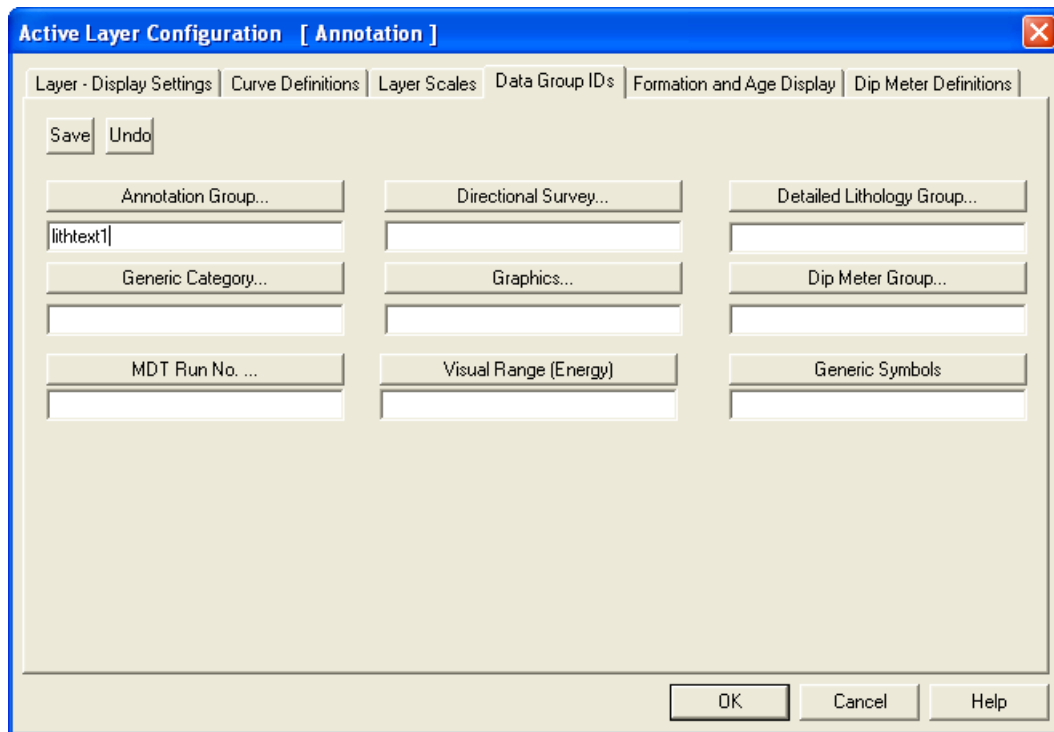 Active Layer Configuration [ Annotation ]
Layer - Display Settings Curve Definitions Layer Scales Data Group IDs Formation and Age Display Dip Meter Definitions
Save Undo
Annotation Group... Directional Survey... Detailed Lithology Group...
lithtext1
Generic Category... Graphics... Dip Meter Group...
MDT Run No. ... Visual Range (Energy) Generic Symbols
OK Cancel Help